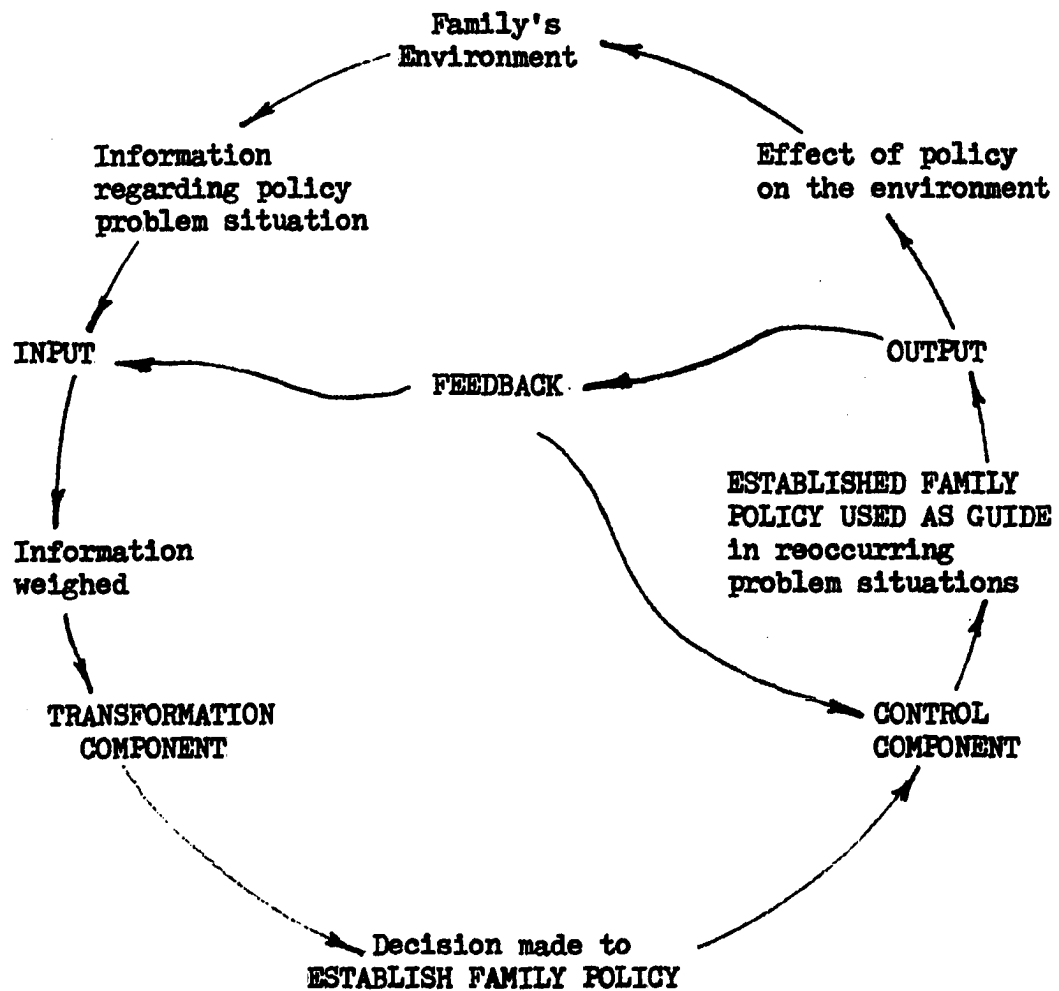 Family's
Environment
Information
regarding policy
problem situation
Effect of policy
on the environment
INPUT
FEEDBACK
OUTPUT
ESTABLISHED FAMILY
POLICY USED AS GUIDE
in reoccurring
problem situations
Information
weighed
TRANSFORMATION
COMPONENT
CONTROL
COMPONENT
Decision made to
ESTABLISH FAMILY POLICY